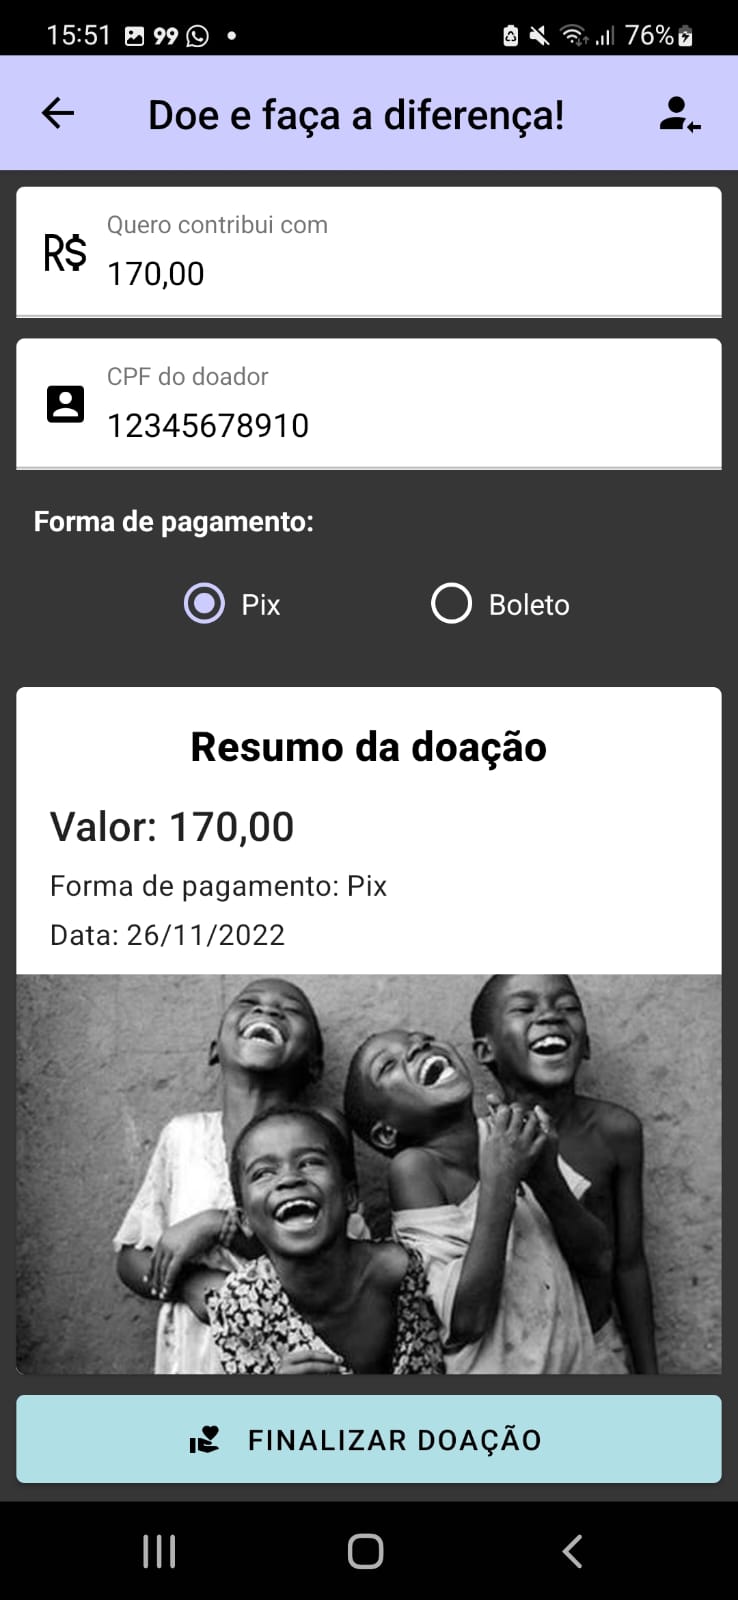 15:51 99 76%
Doe e faça a diferença!
Quero contribui com
R$ 170,00
CPF do doador
12345678910
Forma de pagamento:
Pix Boleto
Resumo da doação
Valor: 170,00
Forma de pagamento: Pix
Data: 26/11/2022
FINALIZAR DOAÇÃO